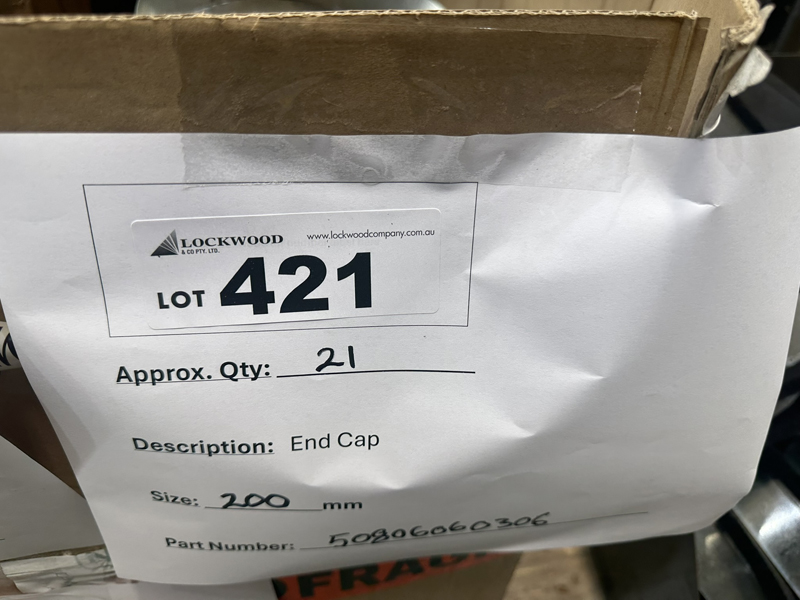 LOCKWOOD
& CO PTY. LTD.
www.lockwoodcompany.com.au
LOT 421
Approx. Qty: 21
Description: End Cap
Size: 200 mm
Part Number: 50806060306